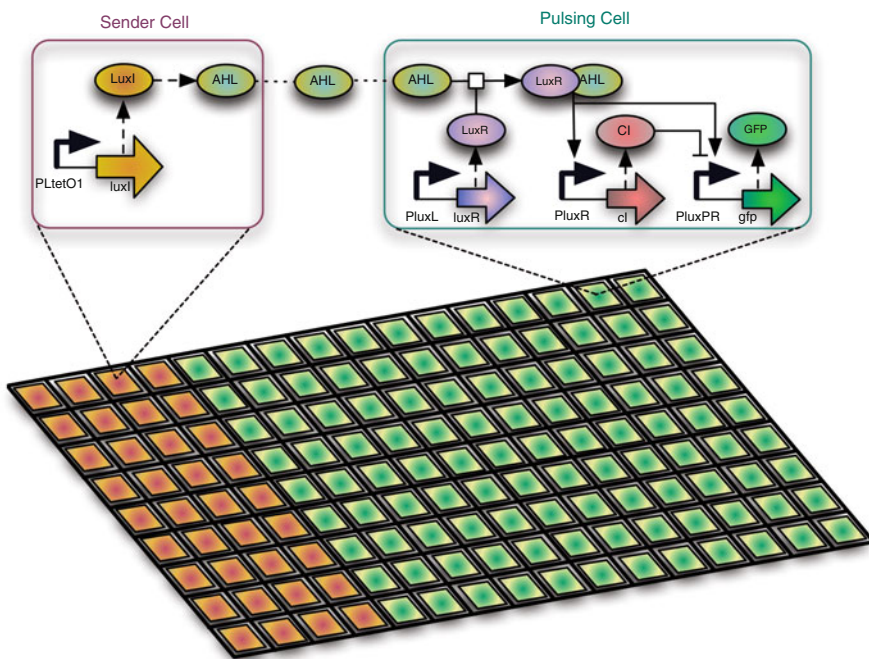 Sender Cell
Pulsing Cell
LuxI
AHL
AHL
AHL
LuxR
AHL
LuxR
CI
GFP
PLtetO1
luxI
PluxL
luxR
PluxR
cI
PluxPR
gfp